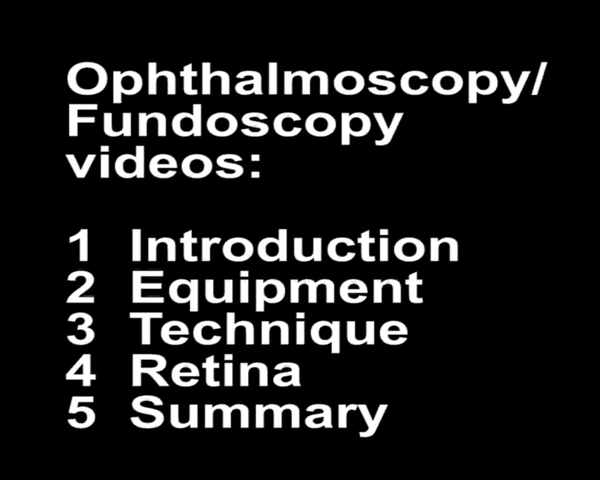 Ophthalmoscopy/
Fundoscopy
videos:
1 Introduction
2 Equipment
3 Technique
4 Retina
5 Summary